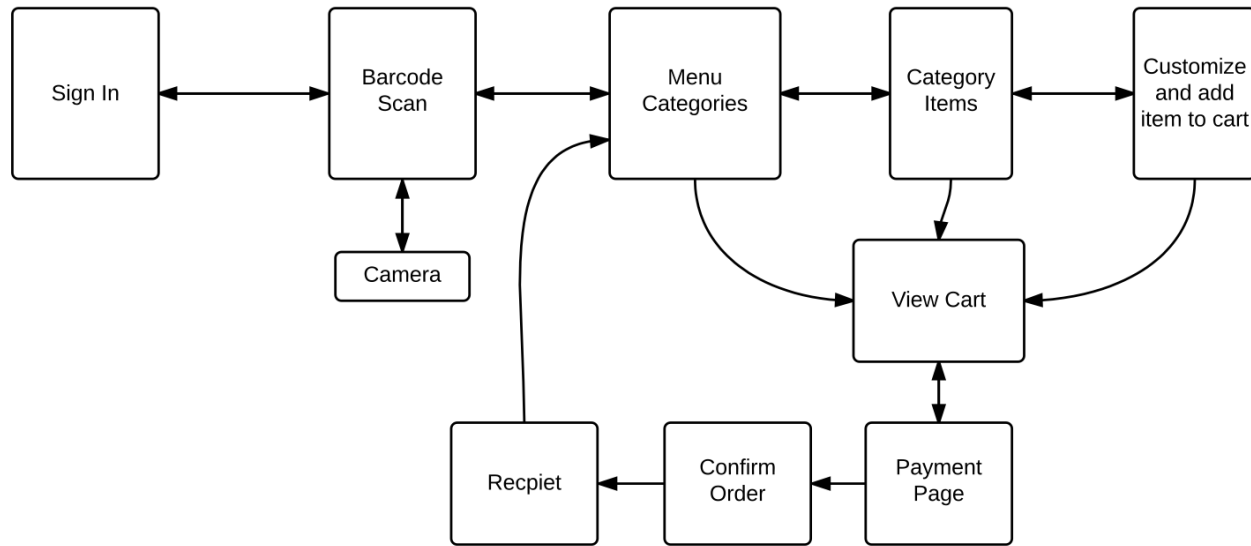 Sign In
Barcode
Scan
Menu
Categories
Category
Items
Customize
and add
item to cart
Camera
View Cart
Recpiet
Confirm
Order
Payment
Page